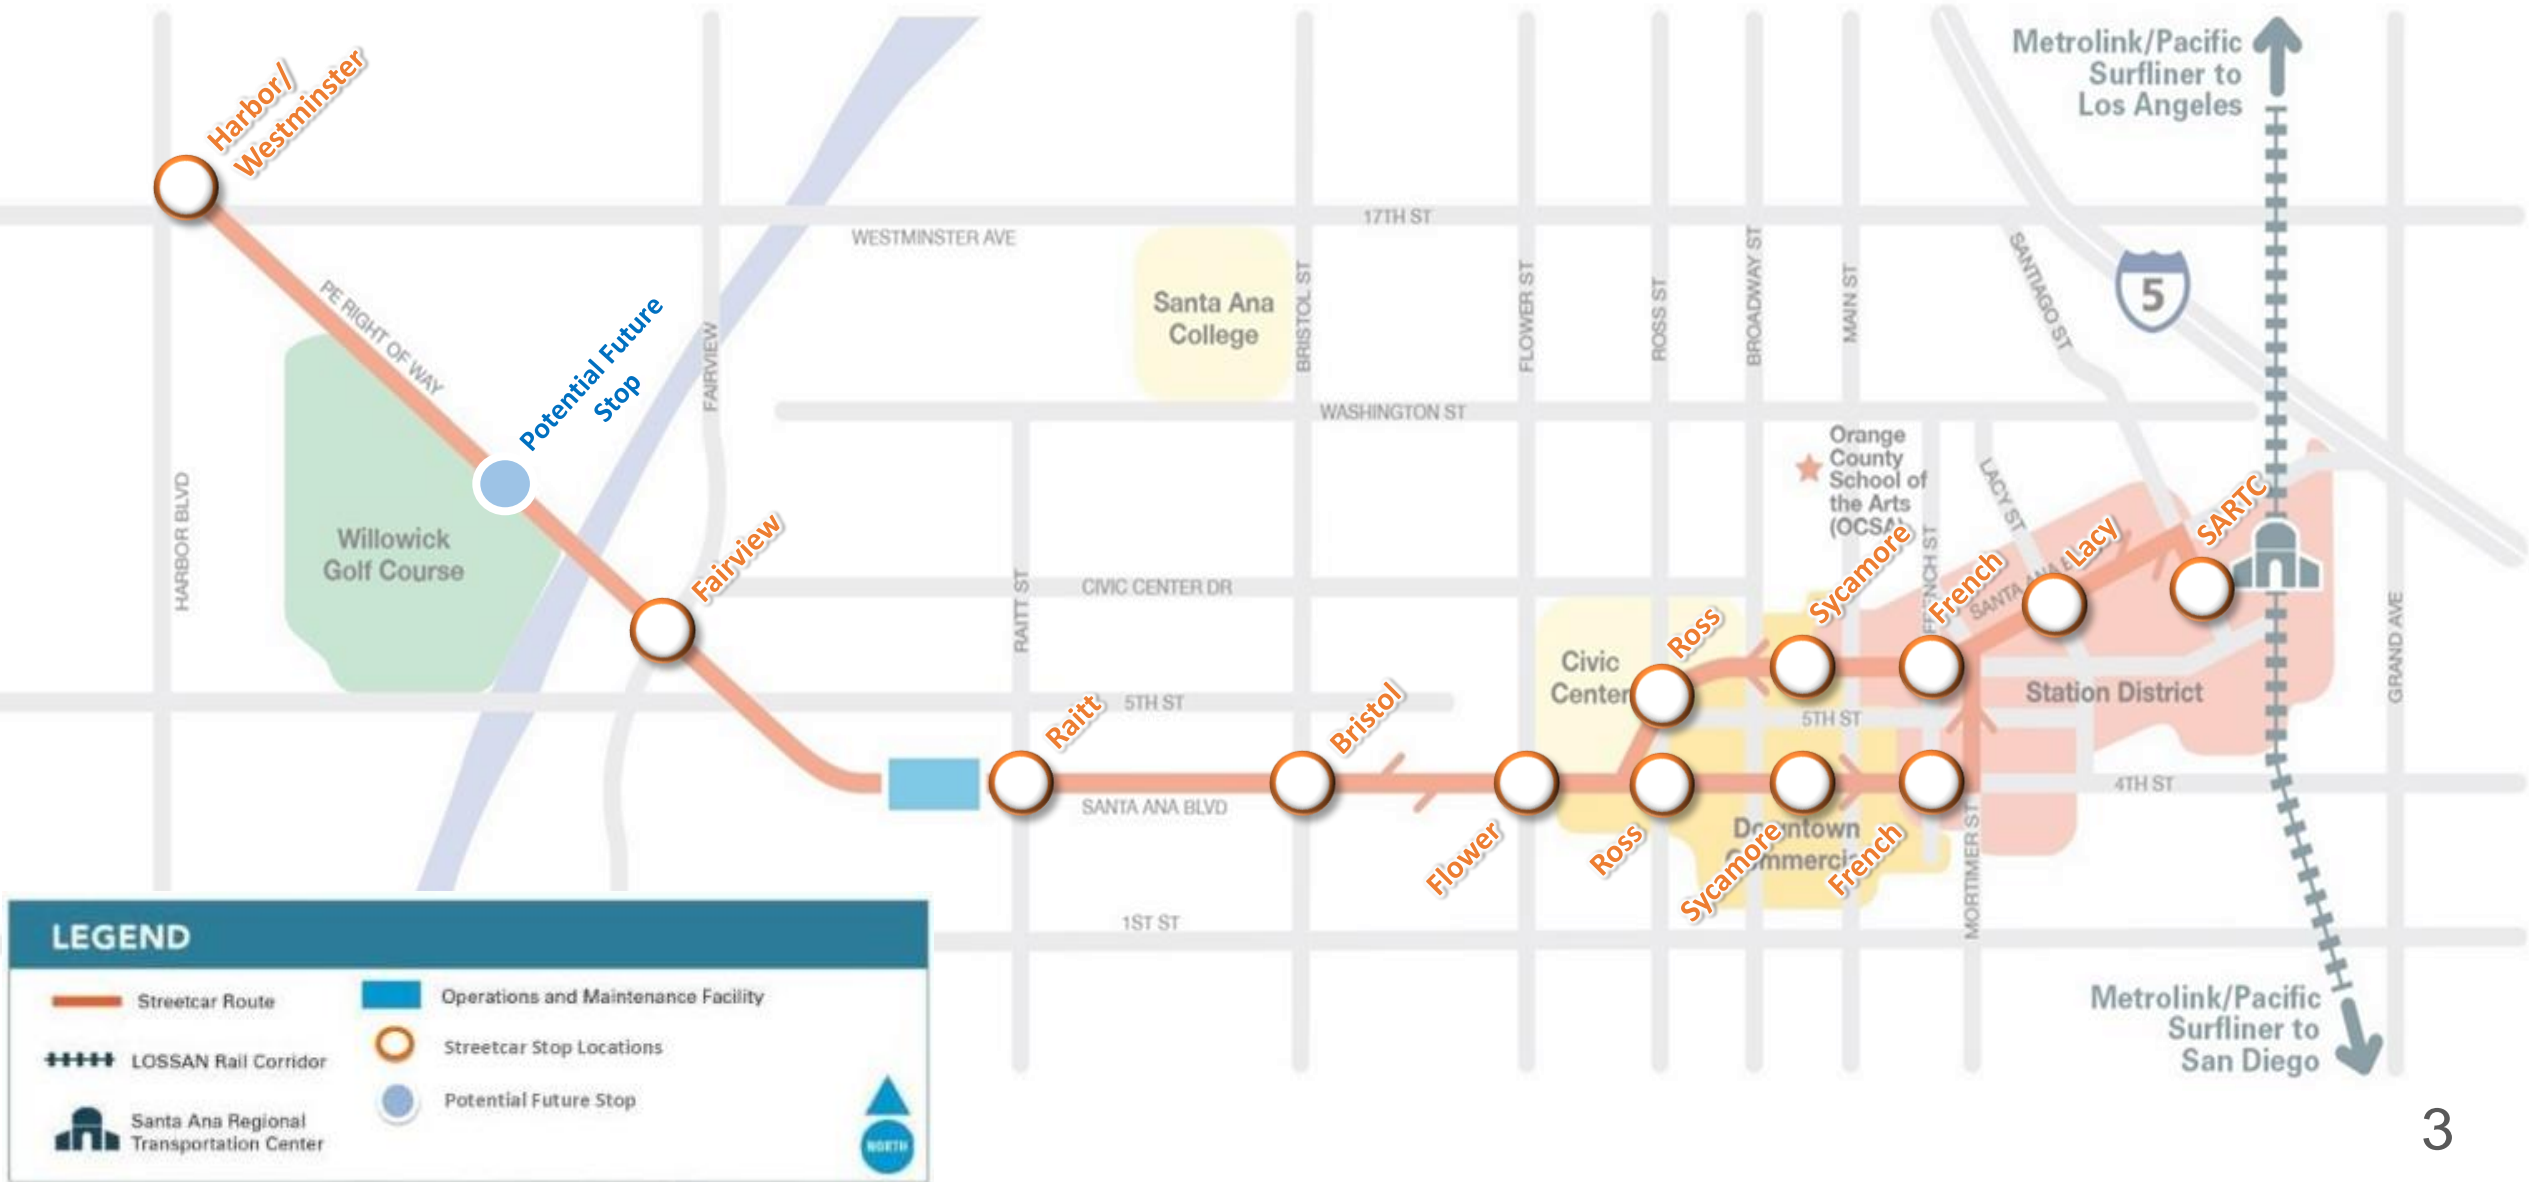 Harbor/
Westminster
Metrolink/Pacific
Surfliner to
Los Angeles
17TH ST
WESTMINSTER AVE
PE RIGHT OF WAY
Potential Future
Stop
FAIRVIEW
Santa Ana
College
BRISTOL ST
FLOWER ST
ROSS ST
BROADWAY ST
MAIN ST
SANTIAGO ST
5
WASHINGTON ST
Orange
County
School of
the Arts
(OCSA)
LACY ST
HARBOR BLVD
Willowick
Golf Course
Fairview
RAITT ST
CIVIC CENTER DR
Civic
Center
Ross
Sycamore
FRENCH ST
French
SANTA ANA B
Lacy
SARTC
GRAND AVE
Station District
5TH ST
5TH ST
Raitt
Bristol
SANTA ANA BLVD
4TH ST
Flower
Ross
Downtown
Commercial
Sycamore
French
MORTIMER ST
1ST ST
Metrolink/Pacific
Surfliner to
San Diego
LEGEND
Streetcar Route
LOSSAN Rail Corridor
Santa Ana Regional
Transportation Center
Operations and Maintenance Facility
Streetcar Stop Locations
Potential Future Stop
NORTH
3